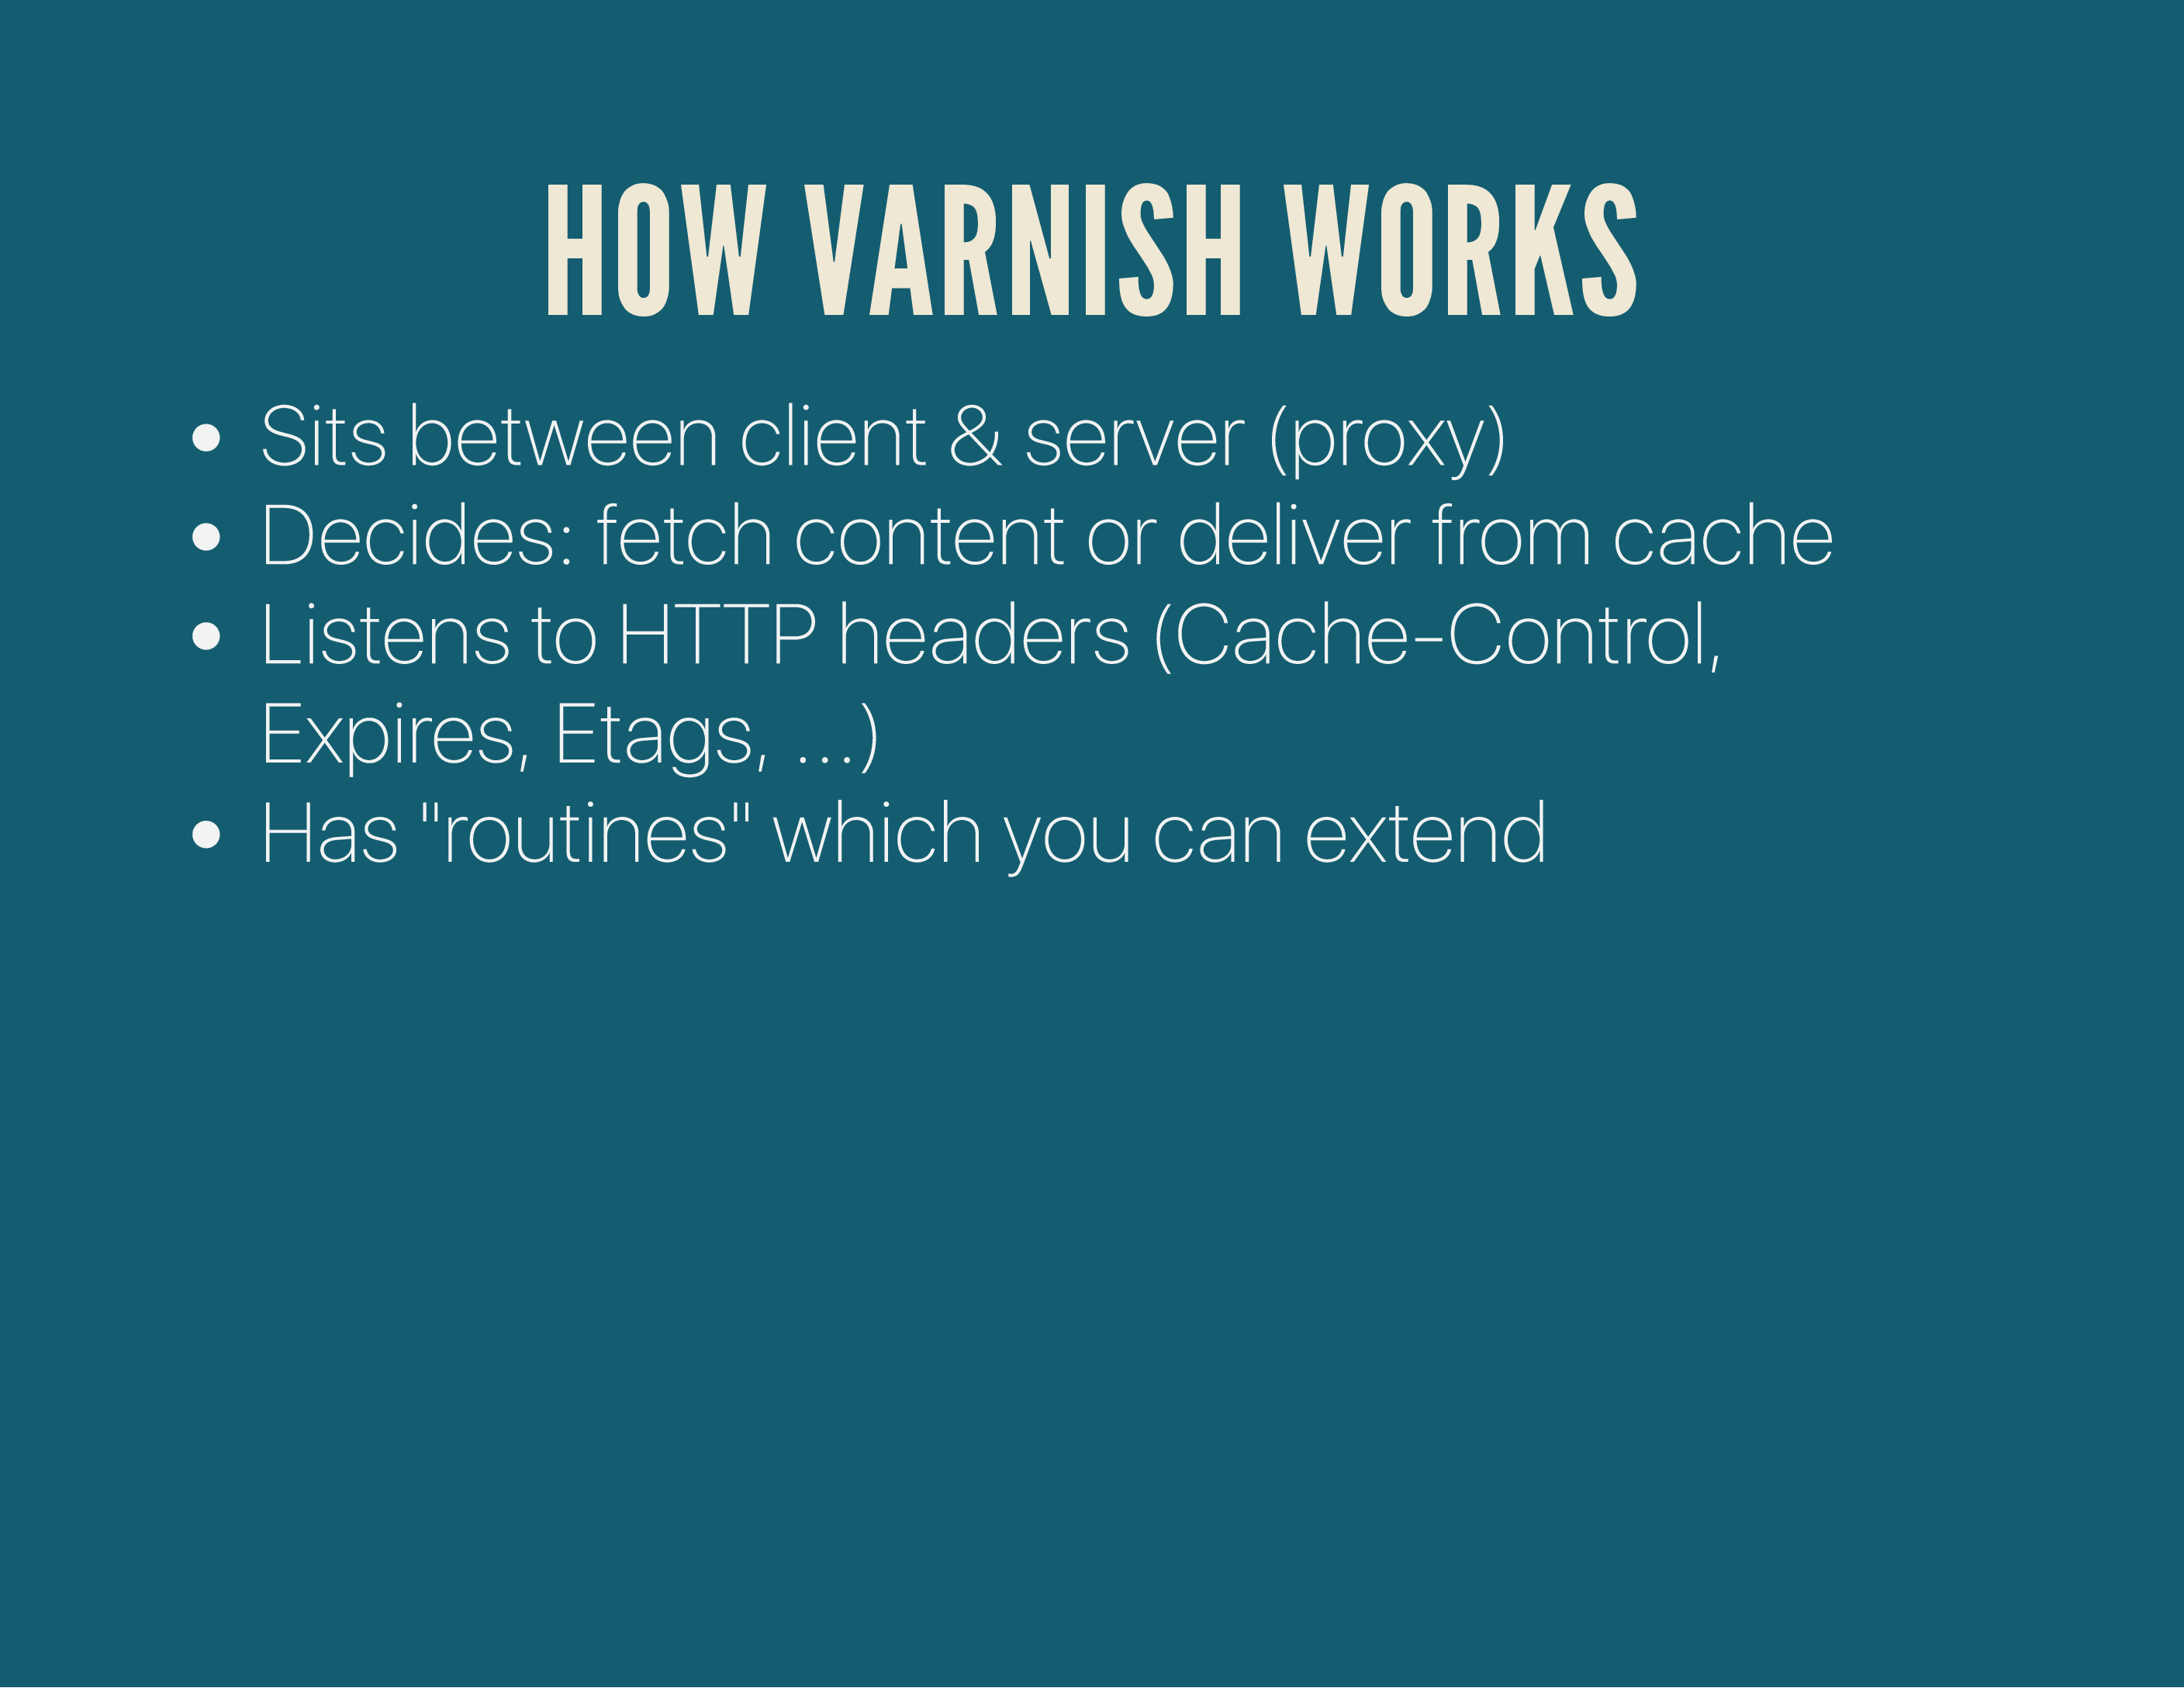 HOW VARNISH WORKS
• Sits between client & server (proxy)
• Decides: fetch content or deliver from cache
• Listens to HTTP headers (Cache-Control,
Expires, Etags, ...)
• Has "routines" which you can extend